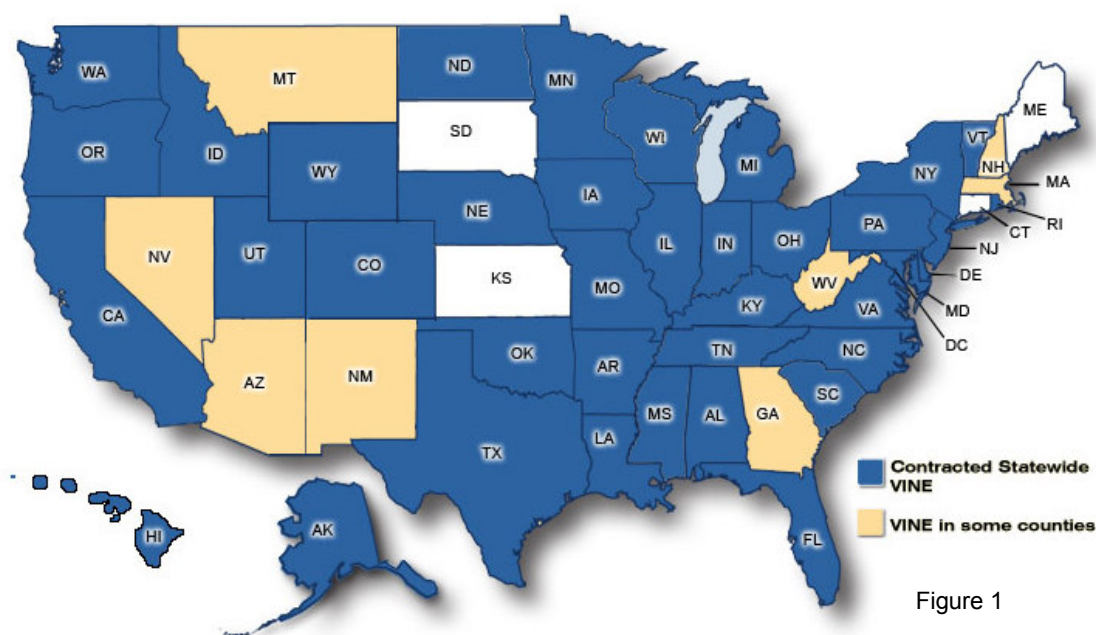 WA
MT
ND
MN
ME
OR
ID
WY
SD
WI
MI
NY
VT
NH
MA
RI
CT
NE
IA
PA
NJ
NV
UT
CO
KS
IL
IN
OH
WV
DE
MD
DC
CA
MO
KY
VA
AZ
NM
OK
AR
TN
NC
SC
TX
LA
MS
AL
GA
FL
HI
AK
Contracted Statewide
VINE
VINE in some counties
Figure 1